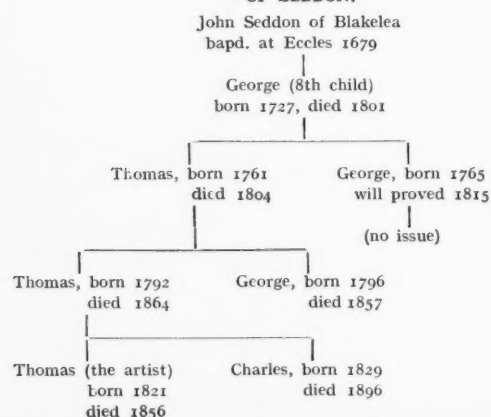 OF SEDDON.
John Seddon of Blakelea
bapd. at Eccles 1679
George (8th child)
born 1727, died 1801
Thomas, born 1761
died 1804
George, born 1765
will proved 1815
(no issue)
Thomas, born 1792
died 1864
George, born 1796
died 1857
Thomas (the artist)
born 1821
died 1856
Charles, born 1829
died 1896